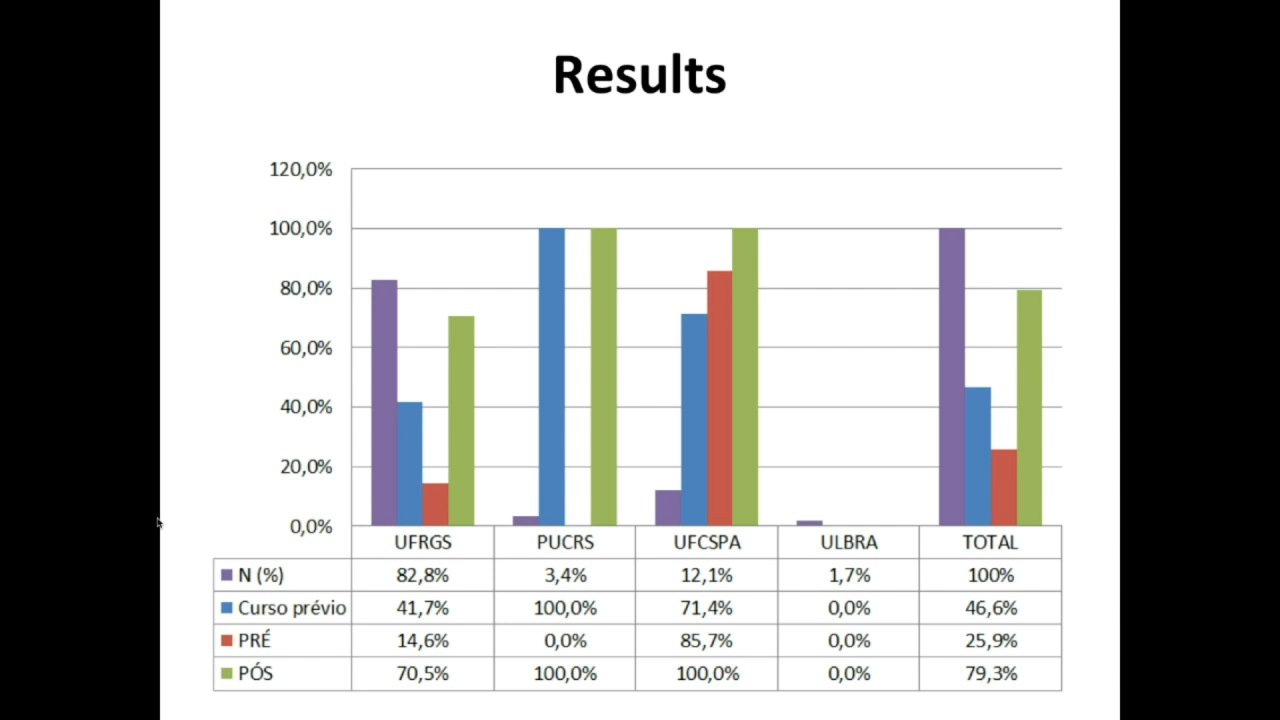 Results
120,0%
100,0%
80,0%
60,0%
40,0%
20,0%
0,0%
UFRGS PUCRS UFCSPA ULBRA TOTAL
N (%) 82,8% 3,4% 12,1% 1,7% 100%
Curso prévio 41,7% 100,0% 71,4% 0,0% 46,6%
PRÉ 14,6% 0,0% 85,7% 0,0% 25,9%
PÓS 70,5% 100,0% 100,0% 0,0% 79,3%